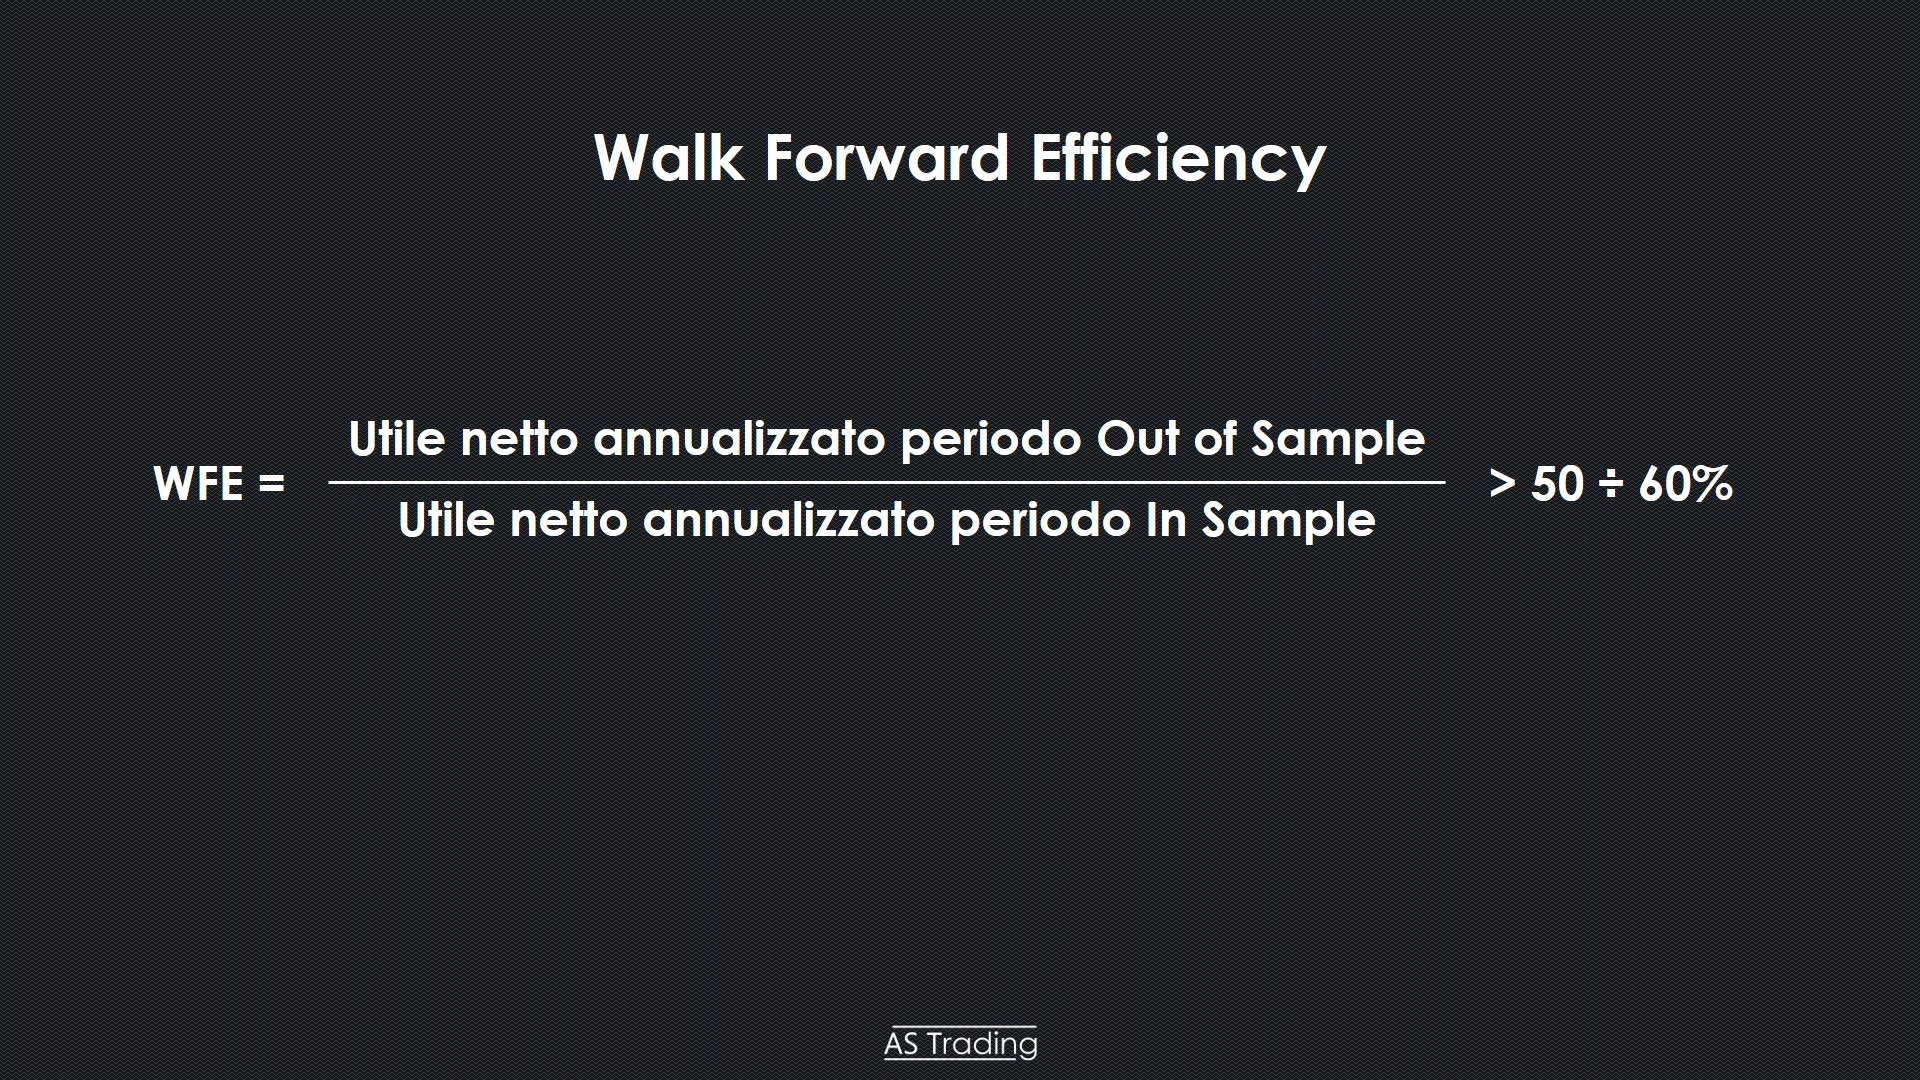 Walk Forward Efficiency
Utile netto annualizzato periodo Out of Sample
WFE = > 50 ÷ 60%
Utile netto annualizzato periodo In Sample
AS Trading